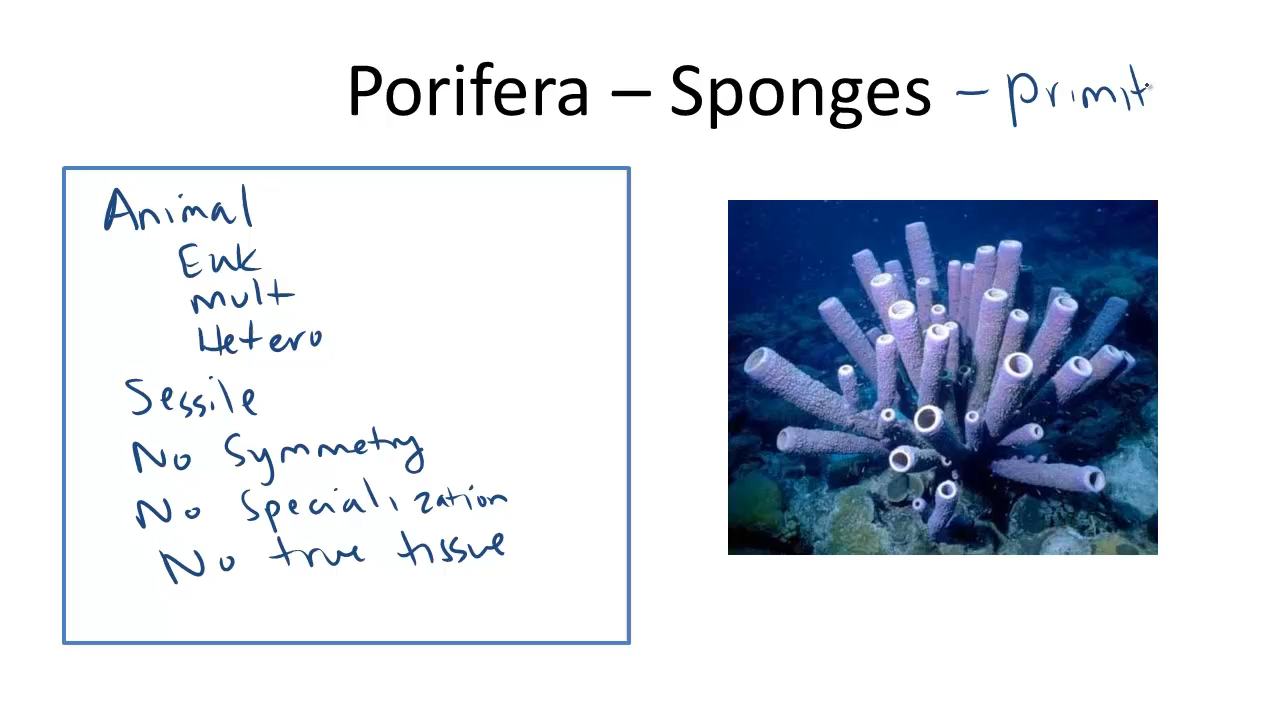 Porifera – Sponges – primit
Animal
Euk
mult
Hetero
Sessile
No Symmetry
No Specialization
No true tissue